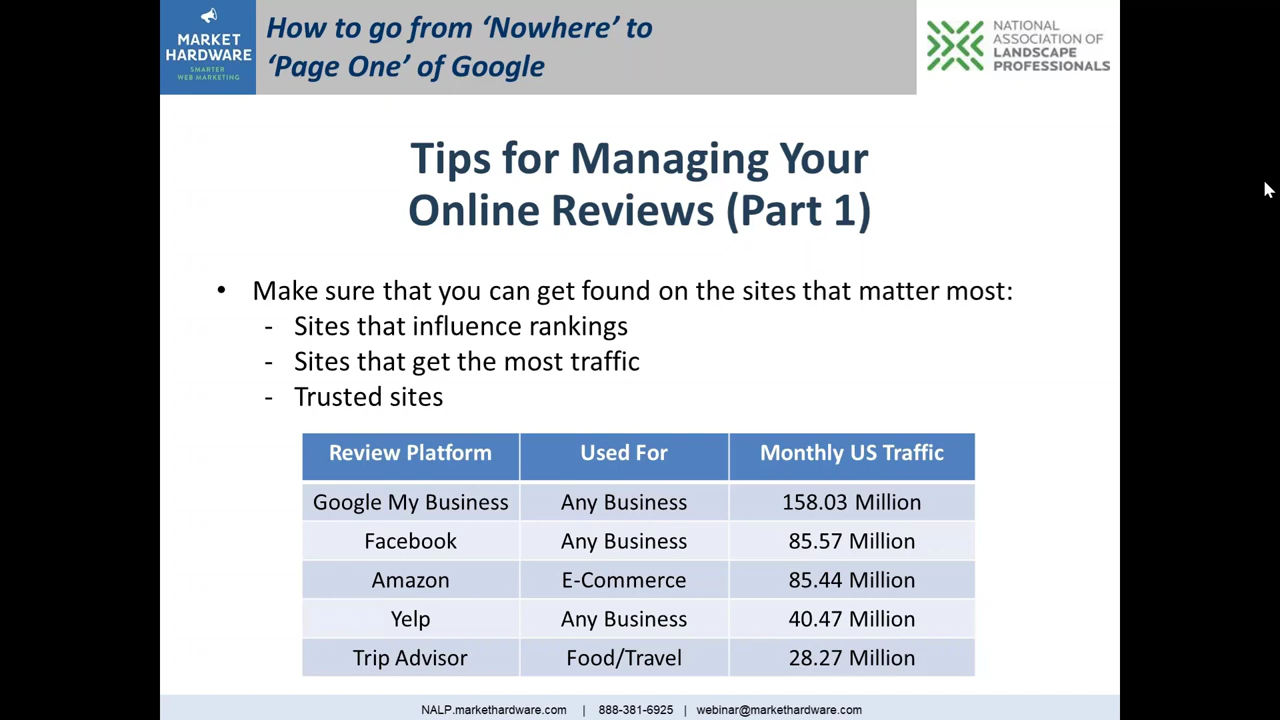 MARKET
HARDWARE
SMARTER
WEB MARKETING
How to go from ‘Nowhere’ to
‘Page One’ of Google
NATIONAL
ASSOCIATION OF
LANDSCAPE
PROFESSIONALS
Tips for Managing Your
Online Reviews (Part 1)
• Make sure that you can get found on the sites that matter most:
- Sites that influence rankings
- Sites that get the most traffic
- Trusted sites
Review Platform Used For Monthly US Traffic
Google My Business Any Business 158.03 Million
Facebook Any Business 85.57 Million
Amazon E-Commerce 85.44 Million
Yelp Any Business 40.47 Million
Trip Advisor Food/Travel 28.27 Million
NALP.markethardware.com | 888-381-6925 | webinar@markethardware.com